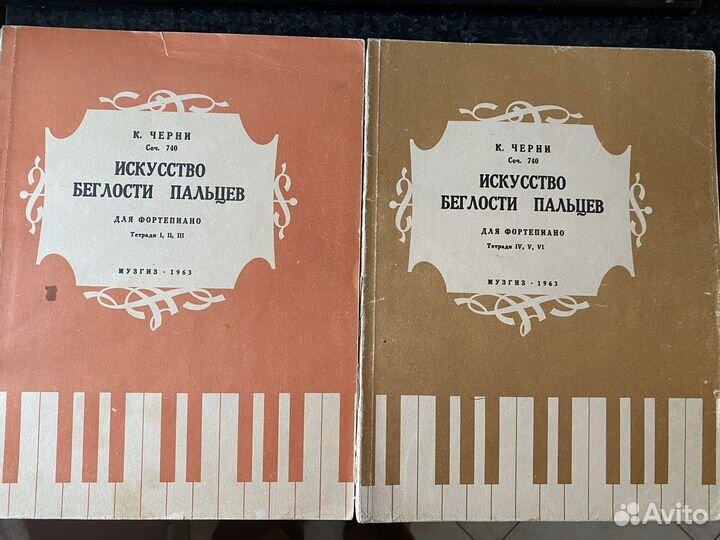 К. ЧЕРНИ
Соч. 740
ИСКУССТВО
БЕГЛОСТИ ПАЛЬЦЕВ
ДЛЯ ФОРТЕПИАНО
Тетради I, II, III
МУЗГИЗ · 1963
К. ЧЕРНИ
Соч. 740
ИСКУССТВО
БЕГЛОСТИ ПАЛЬЦЕВ
ДЛЯ ФОРТЕПИАНО
Тетради IV, V, VI
МУЗГИЗ · 1963
Avito